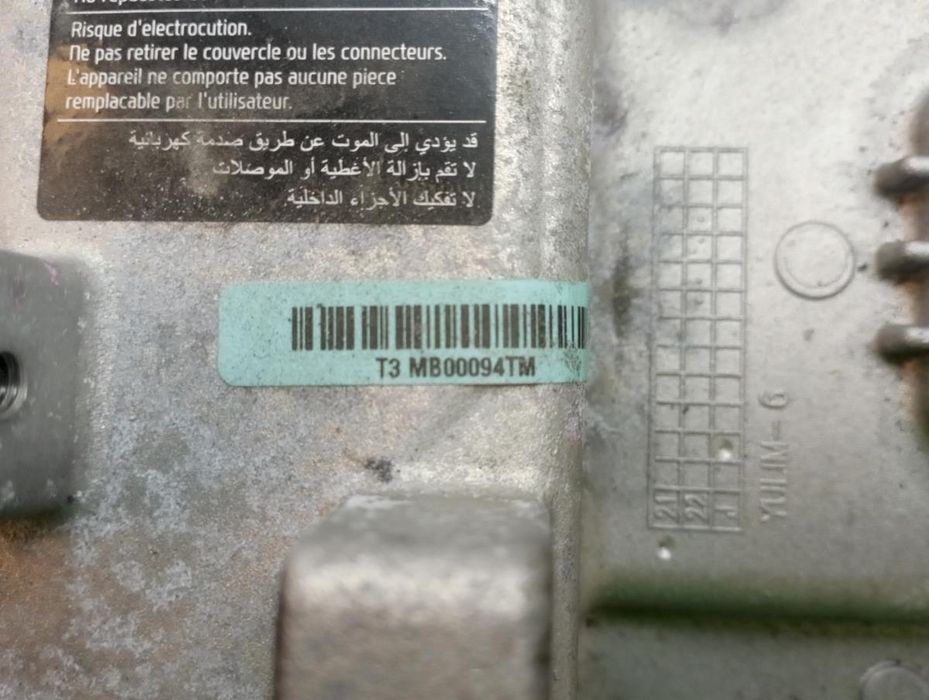 Risque d'electrocution.
Ne pas retirer le couvercle ou les connecteurs.
L'appareil ne comporte pas aucune piece
remplacable par l'utilisateur.
قد يؤدي إلى الموت عن طريق صدمة كهربائية
لا تقم بإزالة الأغطية أو الموصلات
لا تفكيك الأجزاء الداخلية
T3 MB00094TM
21
22
J
YULIM-6